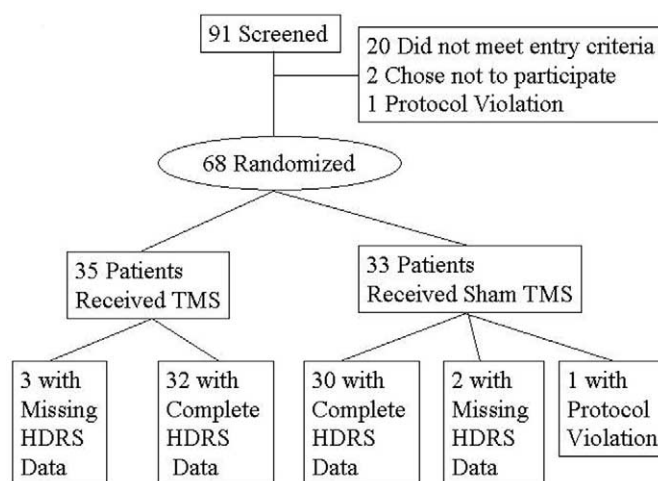 91 Screened
20 Did not meet entry criteria
2 Chose not to participate
1 Protocol Violation
68 Randomized
35 Patients
Received TMS
33 Patients
Received Sham TMS
3 with
Missing
HDRS
Data
32 with
Complete
HDRS
Data
30 with
Complete
HDRS
Data
2 with
Missing
HDRS
Data
1 with
Protocol
Violation